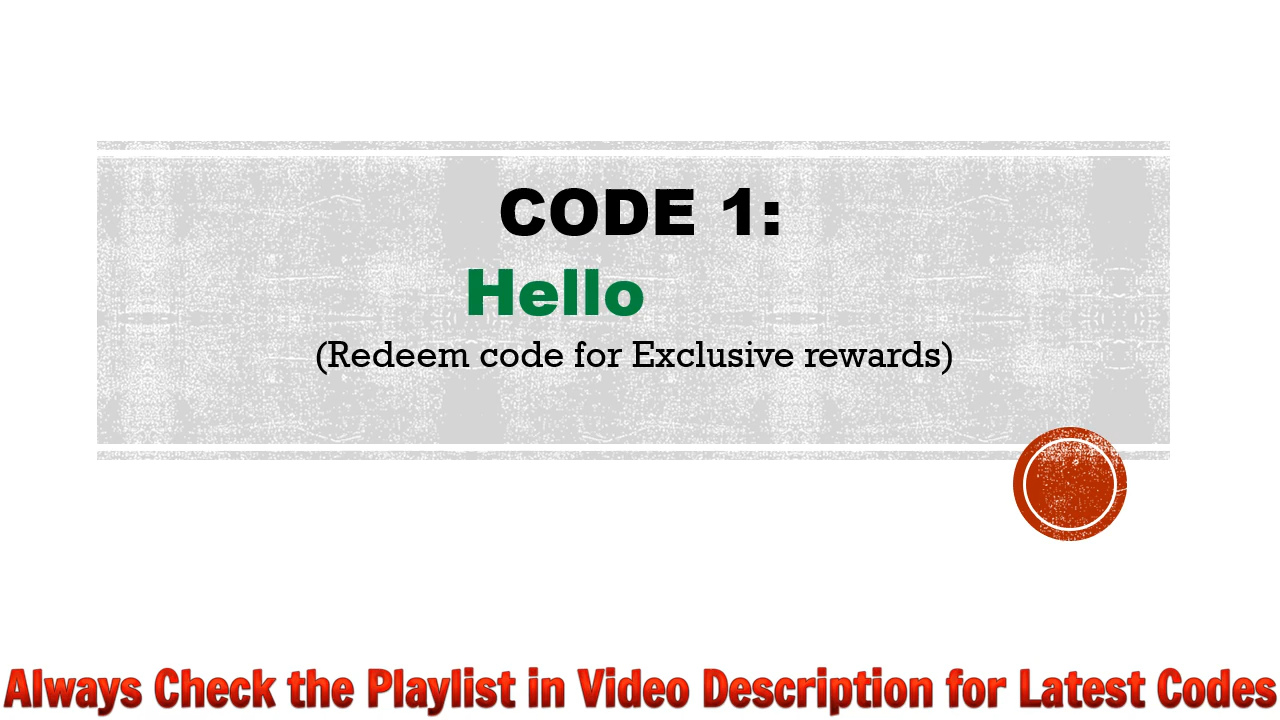 CODE 1:
Hello
(Redeem code for Exclusive rewards)
Always Check the Playlist in Video Description for Latest Codes